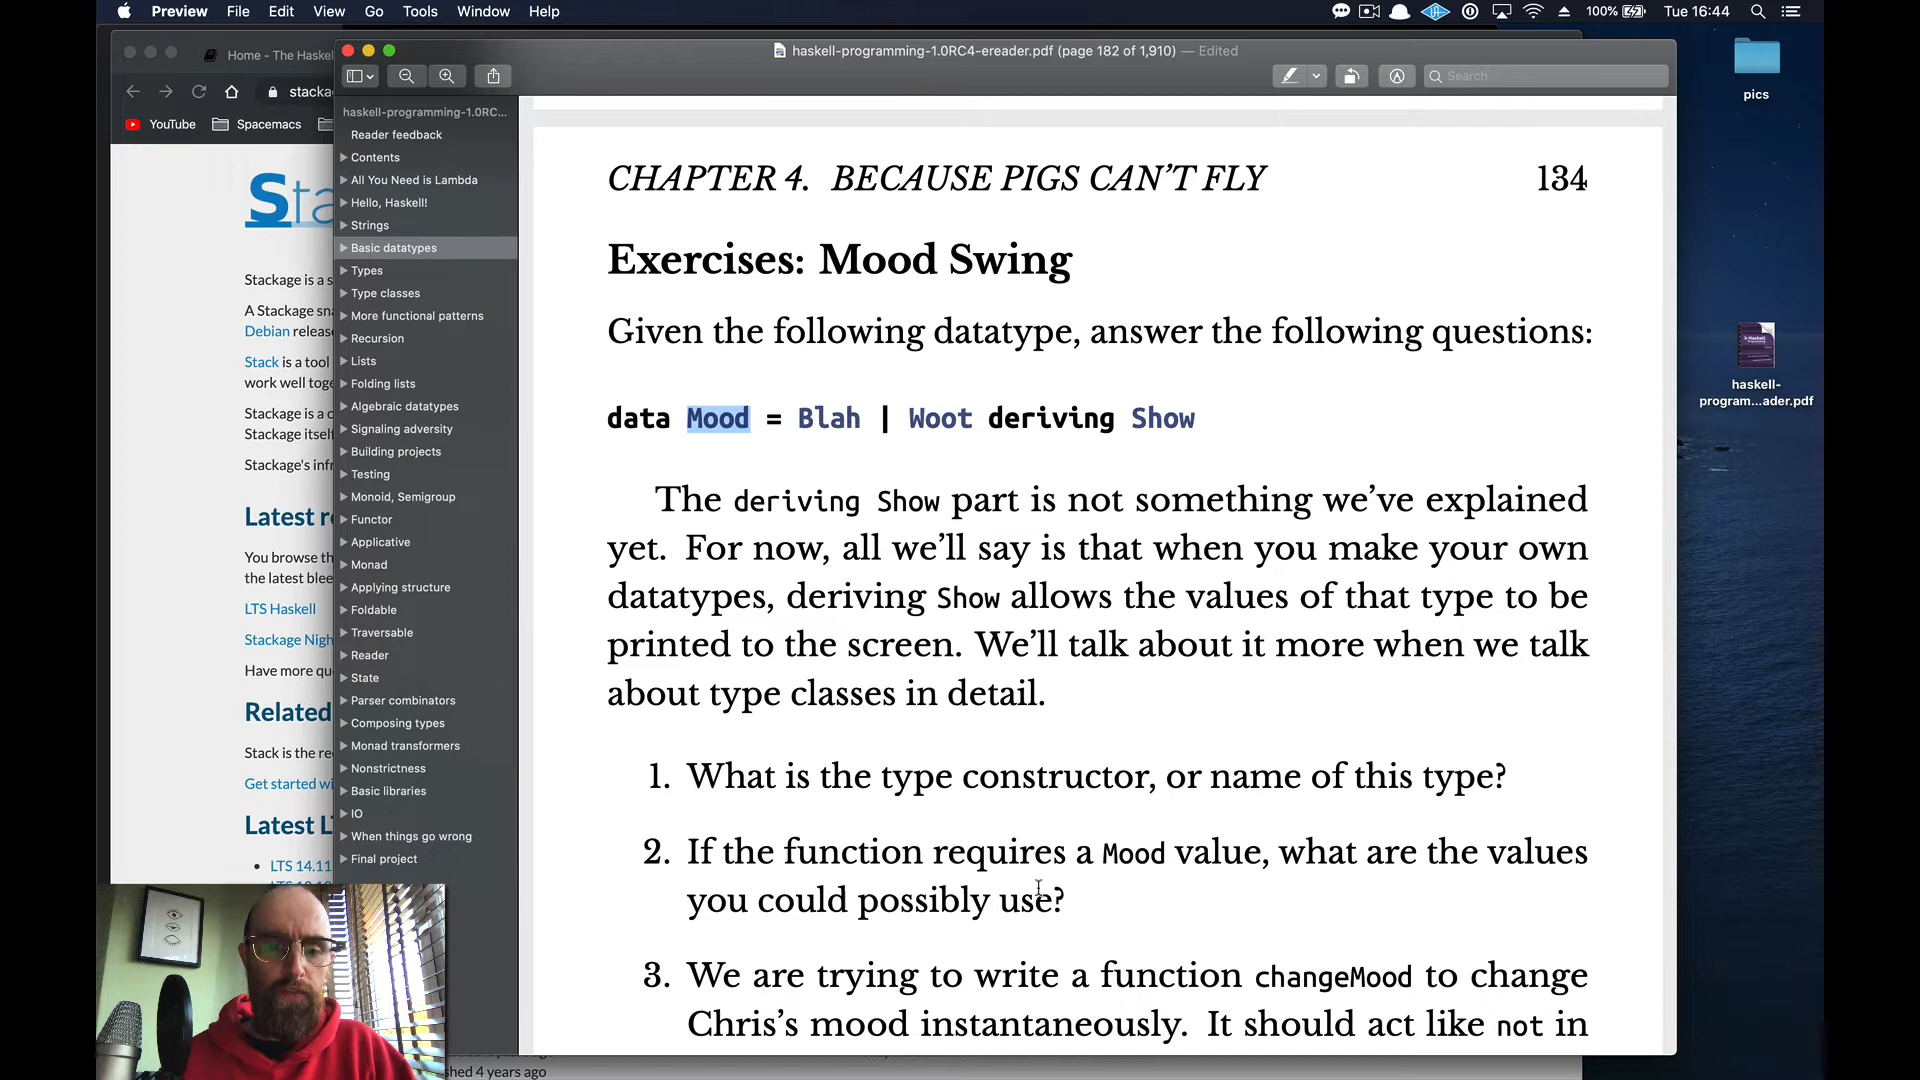 Preview File Edit View Go Tools Window Help
100% Tue 16:44
Home - The Haskel
haskell-programming-1.0RC4-ereader.pdf (page 182 of 1,910) — Edited
Search
stacka
YouTube Spacemacs
pics
haskell-
program...ader.pdf
haskell-programming-1.0RC...
Reader feedback
Contents
All You Need is Lambda
Hello, Haskell!
Strings
Basic datatypes
Types
Type classes
More functional patterns
Recursion
Lists
Folding lists
Algebraic datatypes
Signaling adversity
Building projects
Testing
Monoid, Semigroup
Functor
Applicative
Monad
Applying structure
Foldable
Traversable
Reader
State
Parser combinators
Composing types
Monad transformers
Nonstrictness
Basic libraries
IO
When things go wrong
Final project
Sta
Stackage is a s
A Stackage sna
Debian releas
Stack is a tool
work well toge
Stackage is a c
Stackage itsel
Stackage's infr
Latest re
You browse th
the latest blee
LTS Haskell
Stackage Nigh
Have more que
Related
Stack is the re
Get started wi
Latest L
LTS 14.11
shed 4 years ago
CHAPTER 4. BECAUSE PIGS CAN'T FLY 134
Exercises: Mood Swing
Given the following datatype, answer the following questions:
data Mood = Blah | Woot deriving Show
The deriving Show part is not something we've explained
yet. For now, all we'll say is that when you make your own
datatypes, deriving Show allows the values of that type to be
printed to the screen. We'll talk about it more when we talk
about type classes in detail.
1. What is the type constructor, or name of this type?
2. If the function requires a Mood value, what are the values
you could possibly use?
3. We are trying to write a function changeMood to change
Chris's mood instantaneously. It should act like not in